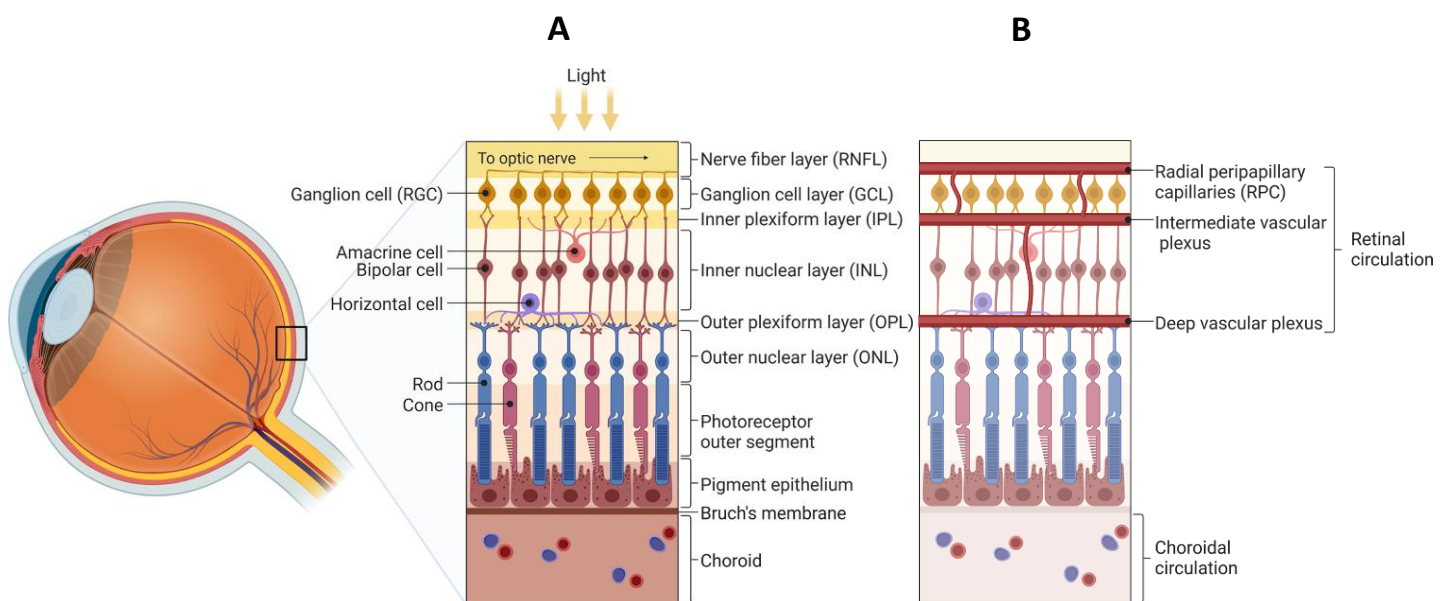 A
B
Light
To optic nerve
Nerve fiber layer (RNFL)
Ganglion cell (RGC)
Ganglion cell layer (GCL)
Inner plexiform layer (IPL)
Amacrine cell
Bipolar cell
Inner nuclear layer (INL)
Horizontal cell
Outer plexiform layer (OPL)
Outer nuclear layer (ONL)
Rod
Cone
Photoreceptor
outer segment
Pigment epithelium
Bruch's membrane
Choroid
Radial peripapillary
capillaries (RPC)
Intermediate vascular
plexus
Retinal
circulation
Deep vascular plexus
Choroidal
circulation